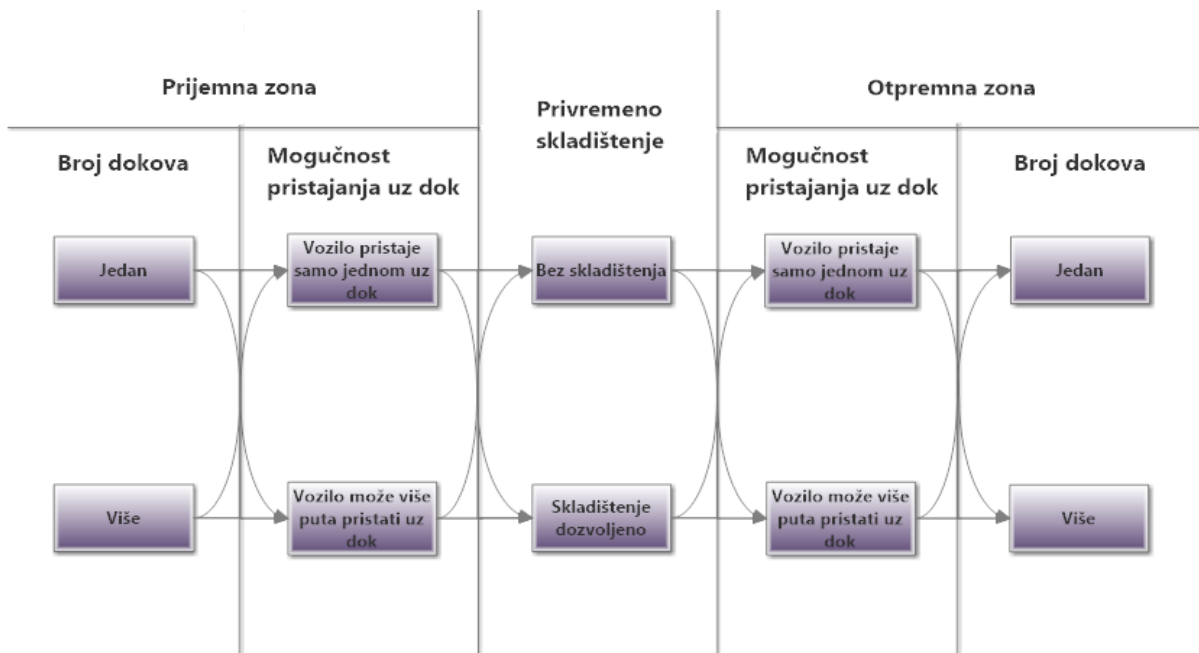 Prijemna zona
Privremeno
skladištenje
Otpremna zona
Broj dokova
Mogučnost
pristajanja uz dok
Mogučnost
pristajanja uz dok
Broj dokova
Jedan
Vozilo pristaje
samo jednom uz
dok
Bez skladištenja
Vozilo pristaje
samo jednom uz
dok
Jedan
Više
Vozilo može više
puta pristati uz
dok
Skladištenje
dozvoljeno
Vozilo može više
puta pristati uz
dok
Više